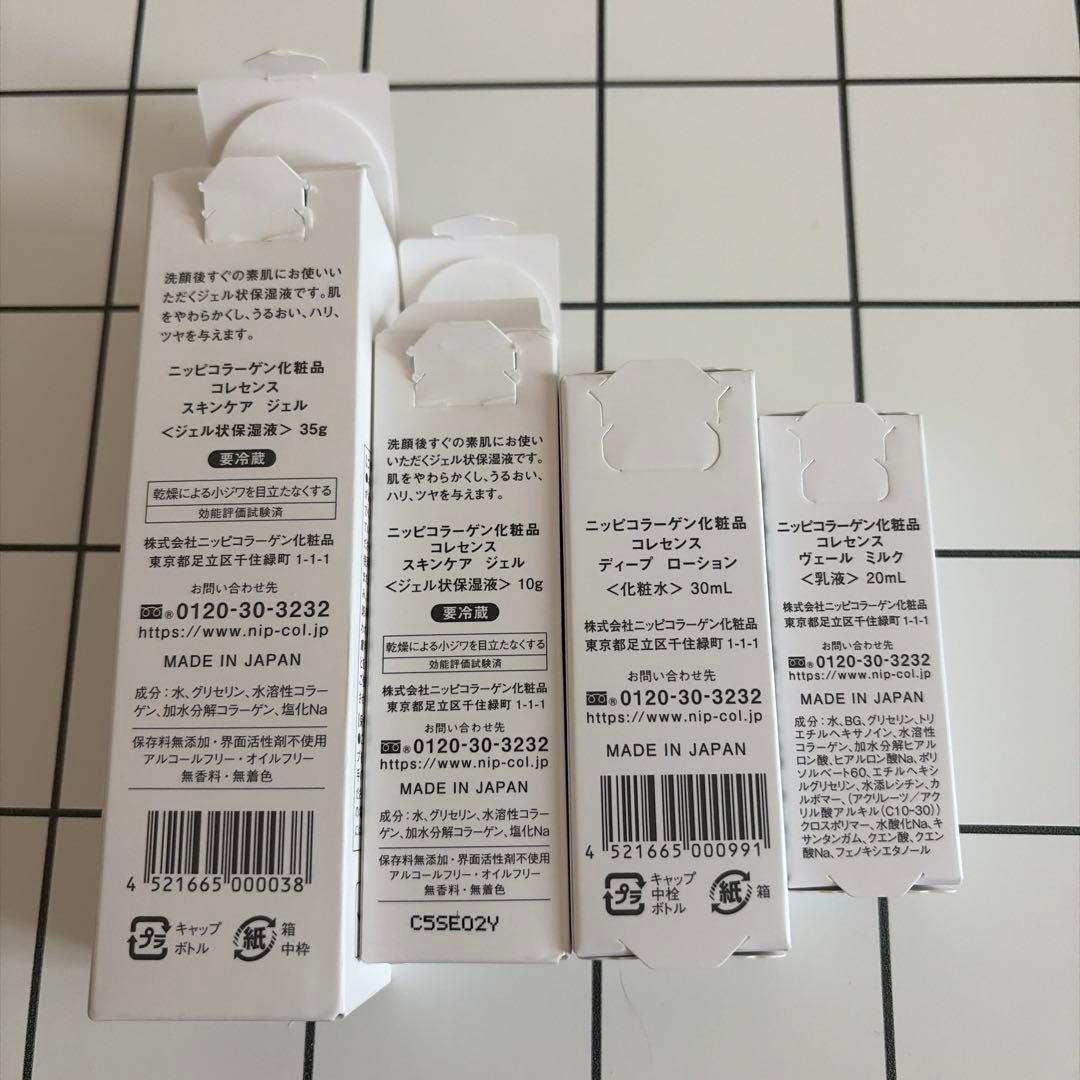 洗顔後すぐの素肌にお使いい
ただくジェル状保湿液です。肌
をやわらかくし、うるおい、ハリ、
ツヤを与えます。
ニッピコラーゲン化粧品
コレセンス
スキンケア ジェル
＜ジェル状保湿液＞ 35g
要冷蔵
乾燥による小ジワを目立たなくする
効能評価試験済
株式会社ニッピコラーゲン化粧品
東京都足立区千住緑町 1-1-1
お問い合わせ先
® 0120-30-3232
https://www.nip-col.jp
MADE IN JAPAN
成分：水、グリセリン、水溶性コラー
ゲン、加水分解コラーゲン、塩化Na
保存料無添加・界面活性剤不使用
アルコールフリー・オイルフリー
無香料・無着色
4 521665 000038
プラ
キャップ
ボトル
紙
箱
中枠
洗顔後すぐの素肌にお使い
いただくジェル状保湿液です。
肌をやわらかくし、うるおい、
ハリ、ツヤを与えます。
ニッピコラーゲン化粧品
コレセンス
スキンケア ジェル
＜ジェル状保湿液＞ 10g
要冷蔵
乾燥による小ジワを目立たなくする
効能評価試験済
株式会社ニッピコラーゲン化粧品
東京都足立区千住緑町 1-1-1
お問い合わせ先
® 0120-30-3232
https://www.nip-col.jp
MADE IN JAPAN
成分：水、グリセリン、水溶性コラー
ゲン、加水分解コラーゲン、塩化Na
保存料無添加・界面活性剤不使用
アルコールフリー・オイルフリー
無香料・無着色
C5SE02Y
ニッピコラーゲン化粧品
コレセンス
ディープ ローション
＜化粧水＞ 30mL
株式会社ニッピコラーゲン化粧品
東京都足立区千住緑町 1-1-1
お問い合わせ先
® 0120-30-3232
https://www.nip-col.jp
MADE IN JAPAN
4 521665 000991
プラ
キャップ
中栓
ボトル
紙
箱
ニッピコラーゲン化粧品
コレセンス
ヴェール ミルク
＜乳液＞ 20mL
株式会社ニッピコラーゲン化粧品
東京都足立区千住緑町 1-1-1
お問い合わせ先
® 0120-30-3232
https://www.nip-col.jp
MADE IN JAPAN
成分：水、BG、グリセリン、トリ
エチルヘキサノイン、水溶性
コラーゲン、加水分解ヒアル
ロン酸、ヒアルロン酸Na、ポリ
ソルベート60、エチルヘキシ
ルグリセリン、水添レシチン、カ
ルボマー、（アクリレーツ／アク
リル酸アルキル（C10-30））
クロスポリマー、水酸化Na、キ
サンタンガム、クエン酸、クエン
酸Na、フェノキシエタノール